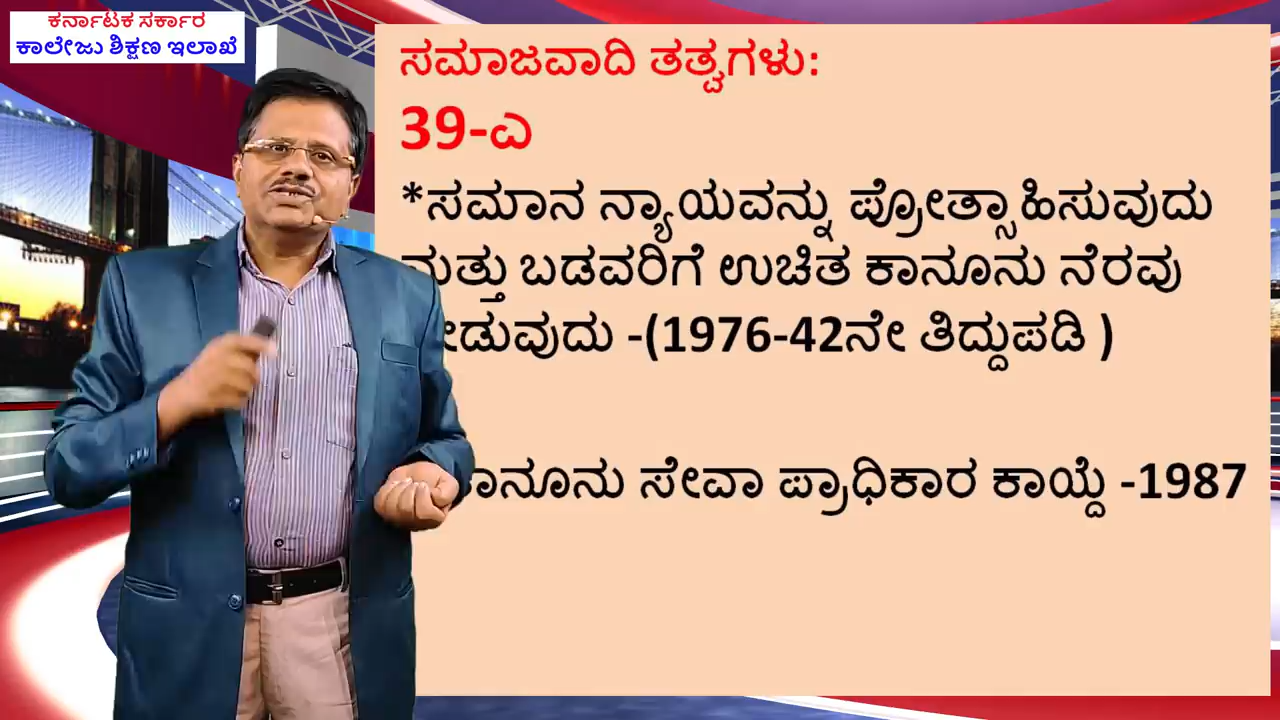 ಕರ್ನಾಟಕ ಸರ್ಕಾರ
ಕಾಲೇಜು ಶಿಕ್ಷಣ ಇಲಾಖೆ
ಸಮಾಜವಾದಿ ತತ್ವಗಳು:
39-ಎ
*ಸಮಾನ ನ್ಯಾಯವನ್ನು ಪ್ರೋತ್ಸಾಹಿಸುವುದು
ಮತ್ತು ಬಡವರಿಗೆ ಉಚಿತ ಕಾನೂನು ನೆರವು
-(1976-42ನೇ ತಿದ್ದುಪಡಿ )
ಸೇವಾ ಪ್ರಾಧಿಕಾರ ಕಾಯ್ದೆ -1987